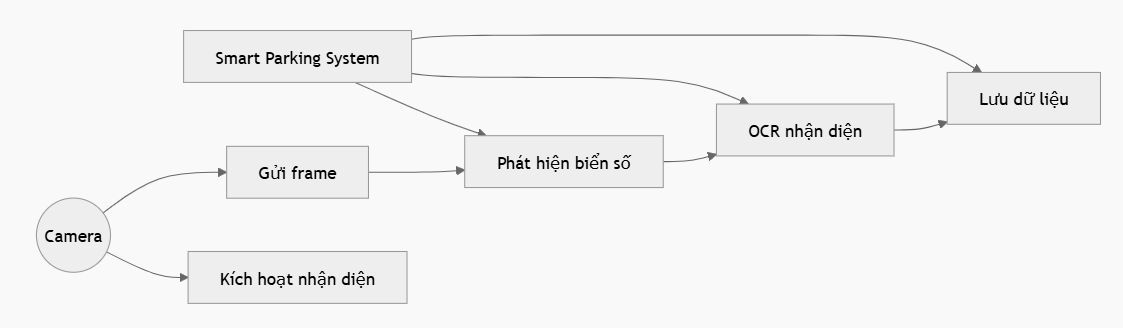 Smart Parking System
Lưu dữ liệu
OCR nhận diện
Phát hiện biển số
Gửi frame
Camera
Kích hoạt nhận diện